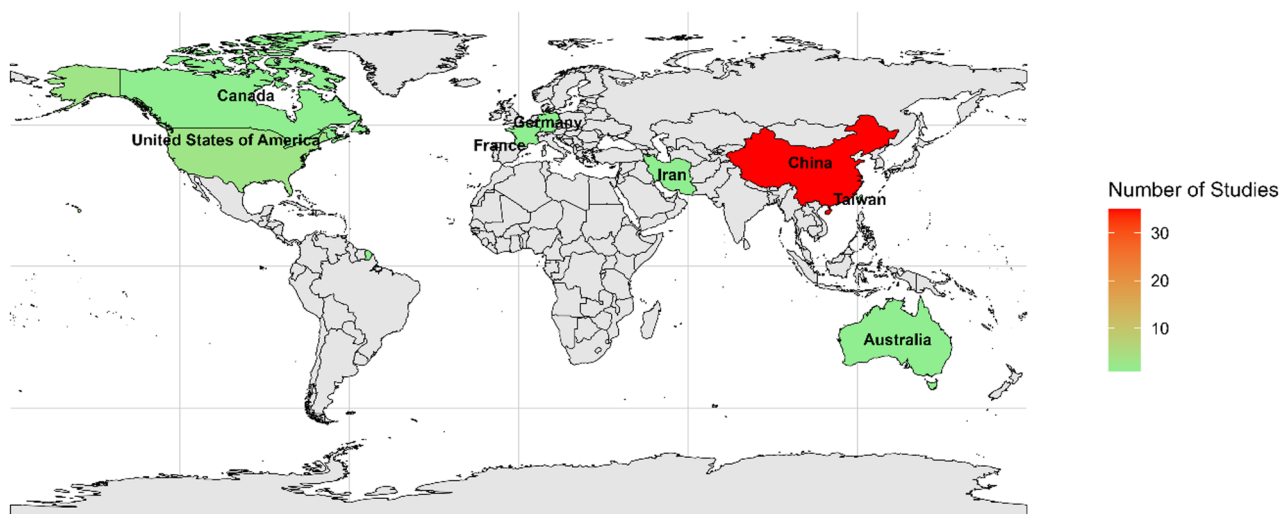 Canada
United States of America
Germany
France
Iran
China
Taiwan
Australia
Number of Studies
30
20
10